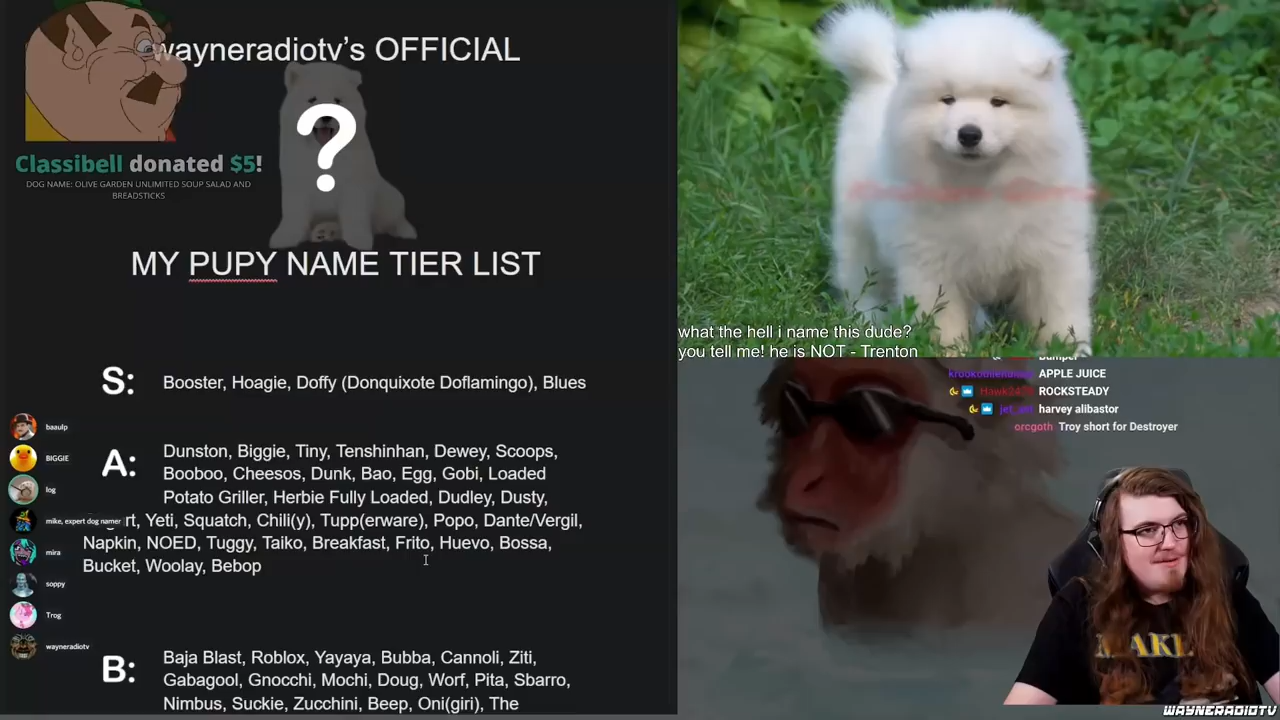 wayneradiotv's OFFICIAL
?
Classibell donated $5!
DOG NAME: OLIVE GARDEN UNLIMITED SOUP SALAD AND
BREADSTICKS
MY PUPY NAME TIER LIST
S: Booster, Hoagie, Doffy (Donquixote Doflamingo), Blues
A: Dunston, Biggie, Tiny, Tenshinhan, Dewey, Scoops,
Booboo, Cheesos, Dunk, Bao, Egg, Gobi, Loaded
Potato Griller, Herbie Fully Loaded, Dudley, Dusty,
Yeti, Squatch, Chili(y), Tupp(erware), Popo, Dante/Vergil,
Napkin, NOED, Tuggy, Taiko, Breakfast, Frito, Huevo, Bossa,
Bucket, Woolay, Bebop
B: Baja Blast, Roblox, Yayaya, Bubba, Cannoli, Ziti,
Gabagool, Gnocchi, Mochi, Doug, Worf, Pita, Sbarro,
Nimbus, Suckie, Zucchini, Beep, Oni(giri), The
baaulp
BIGGIE
log
mike, expert dog namer
mira
soppy
Trog
wayneradiotv
what the hell i name this dude?
you tell me! he is NOT - Trenton
APPLE JUICE
ROCKSTEADY
harvey alibastor
orcgoth Troy short for Destroyer
MAKE
WAYNERADIOTV